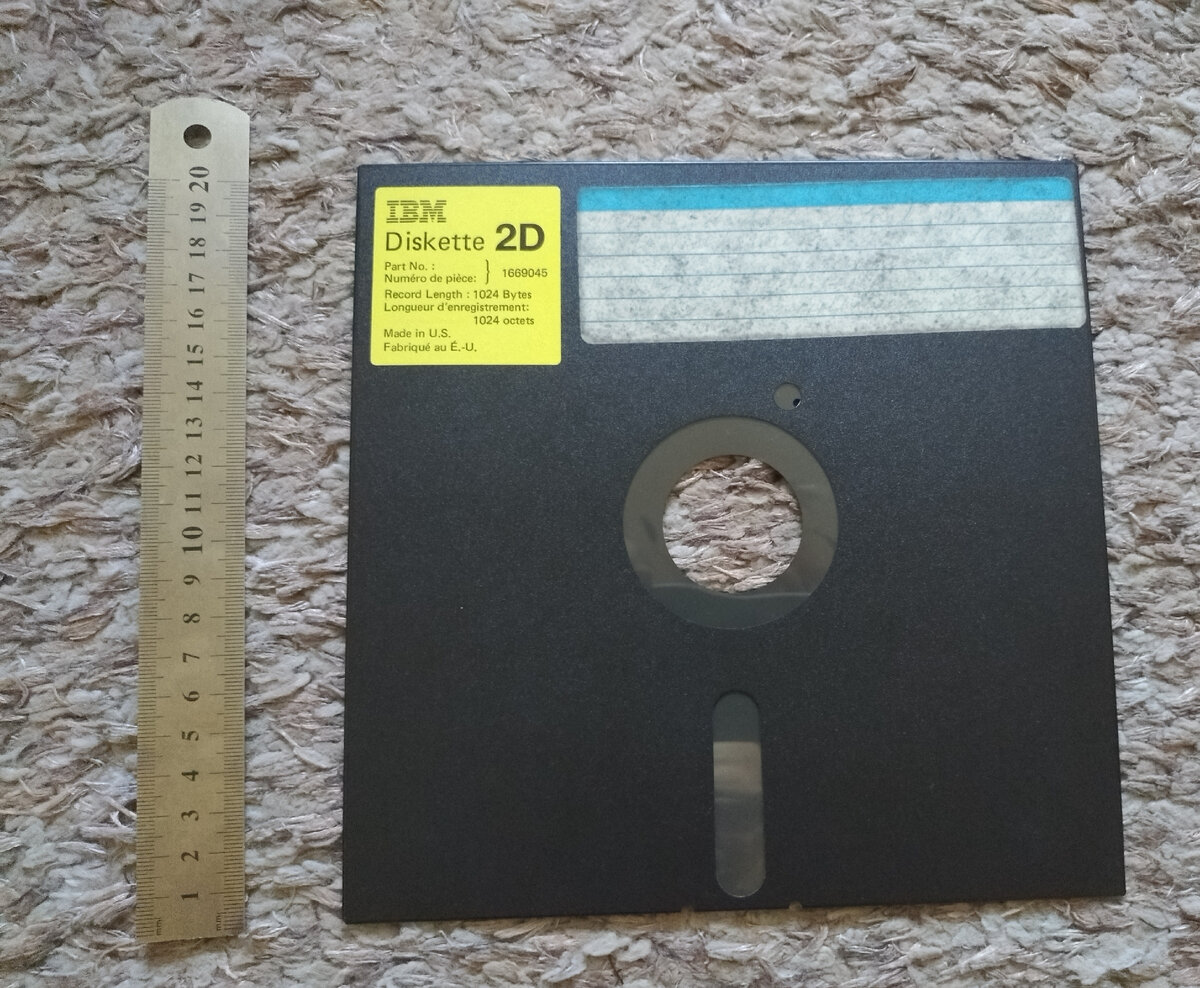 IBM
Diskette 2D
Part No. :
Numéro de pièce: } 1669045
Record Length : 1024 Bytes
Longueur d'enregistrement:
1024 octets
Made in U.S.
Fabriqué au É.-U.
20
19
18
17
16
15
14
13
12
11
10
9
8
7
6
5
4
3
2
1
mm
mm